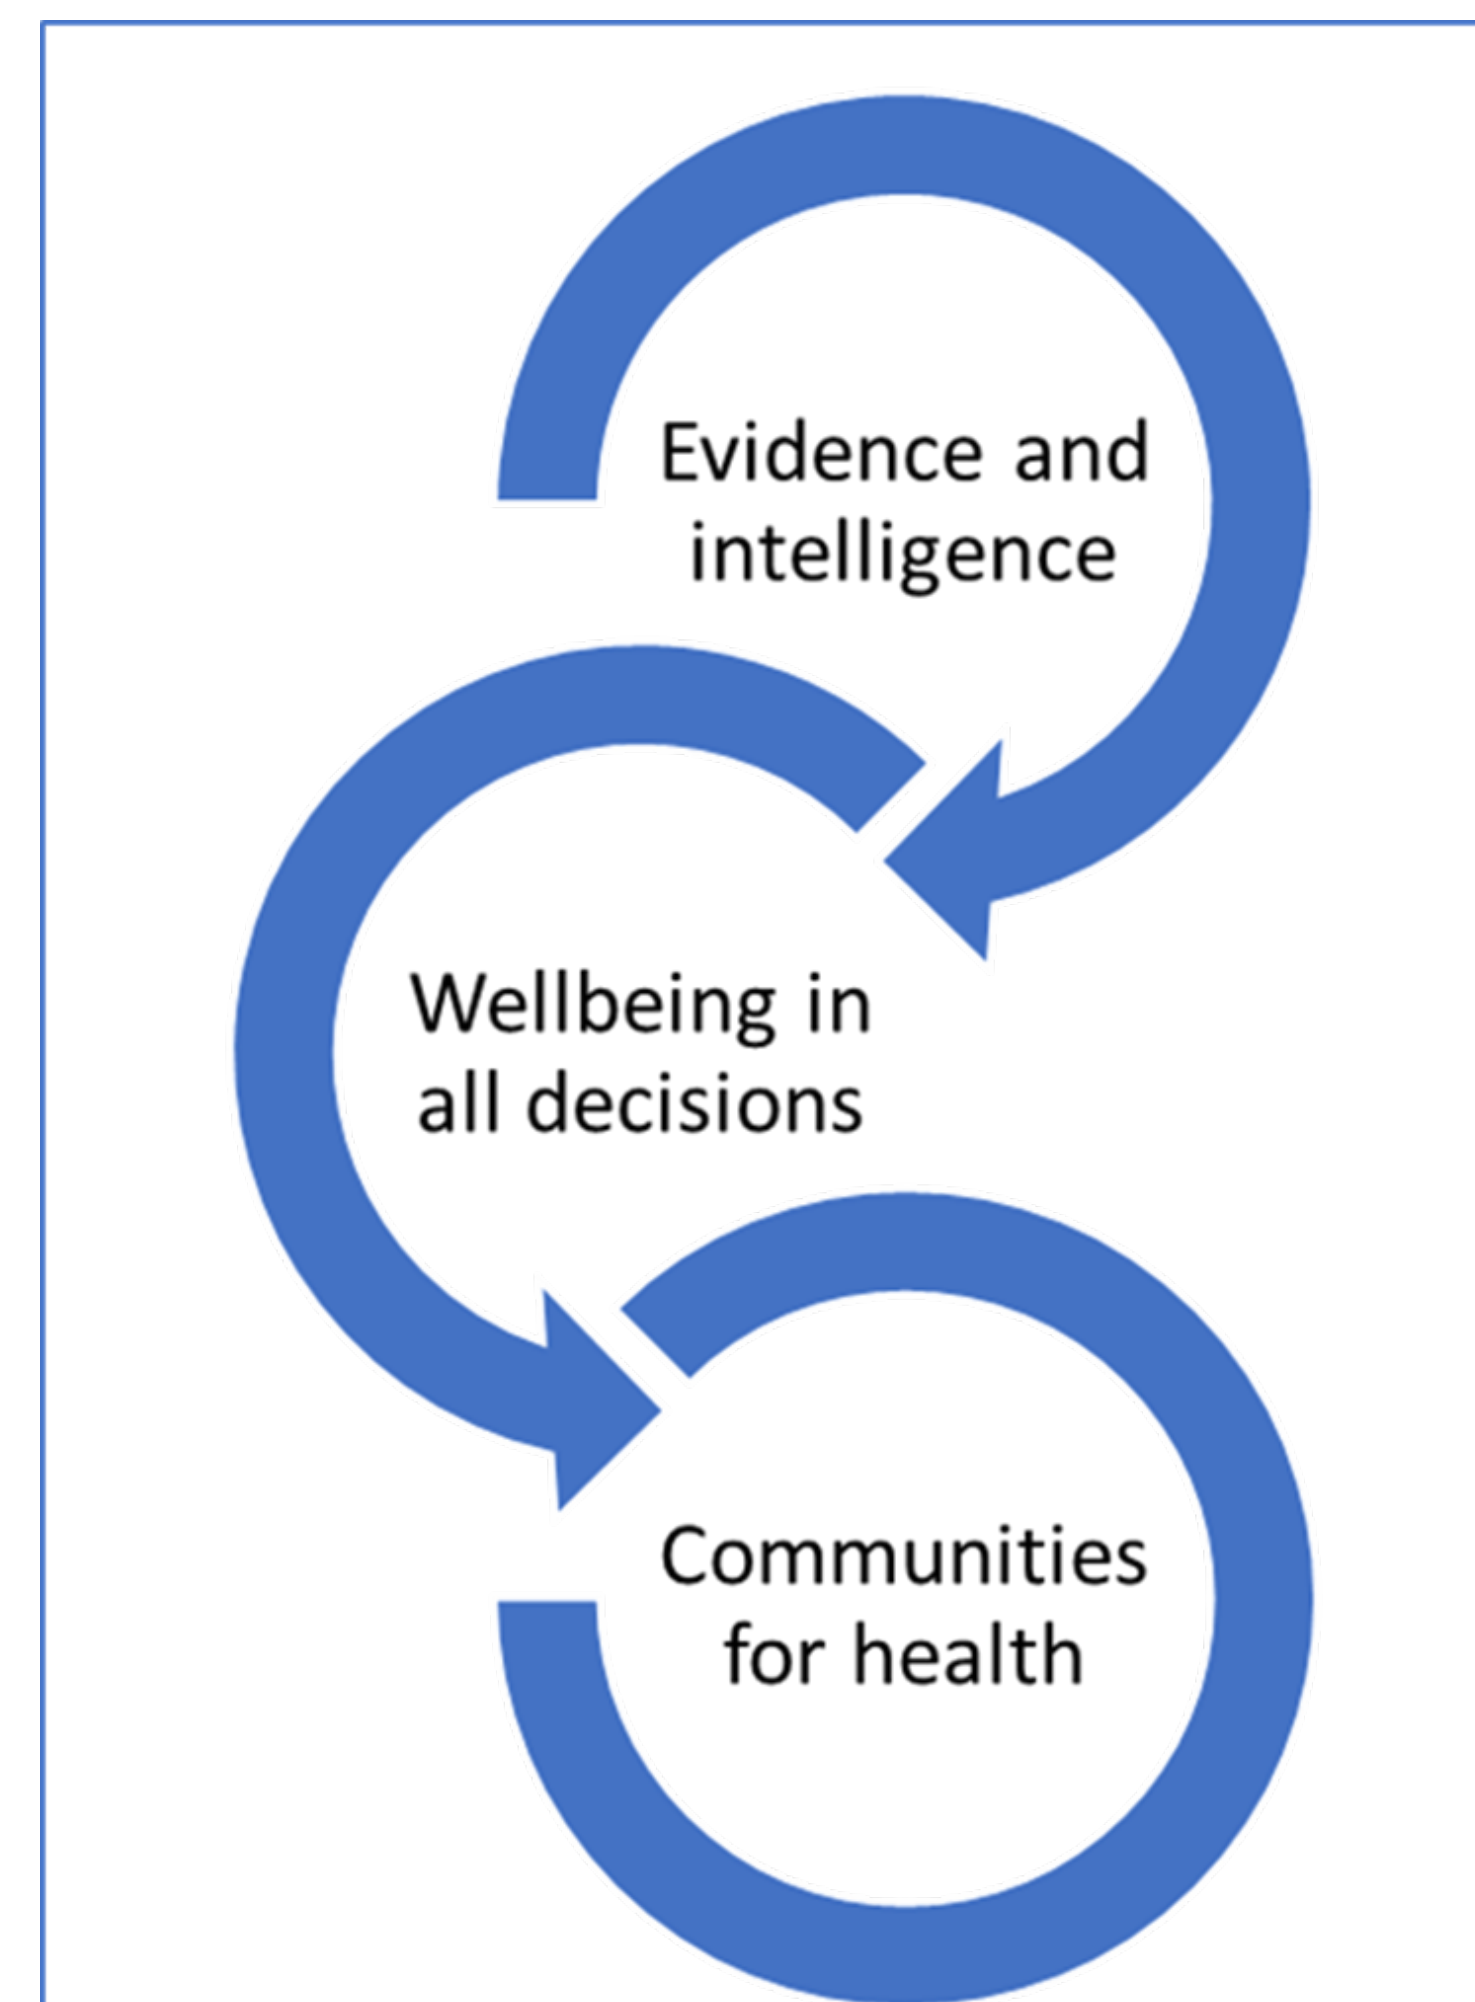 Evidence and
intelligence
Wellbeing in
all decisions
Communities
for health